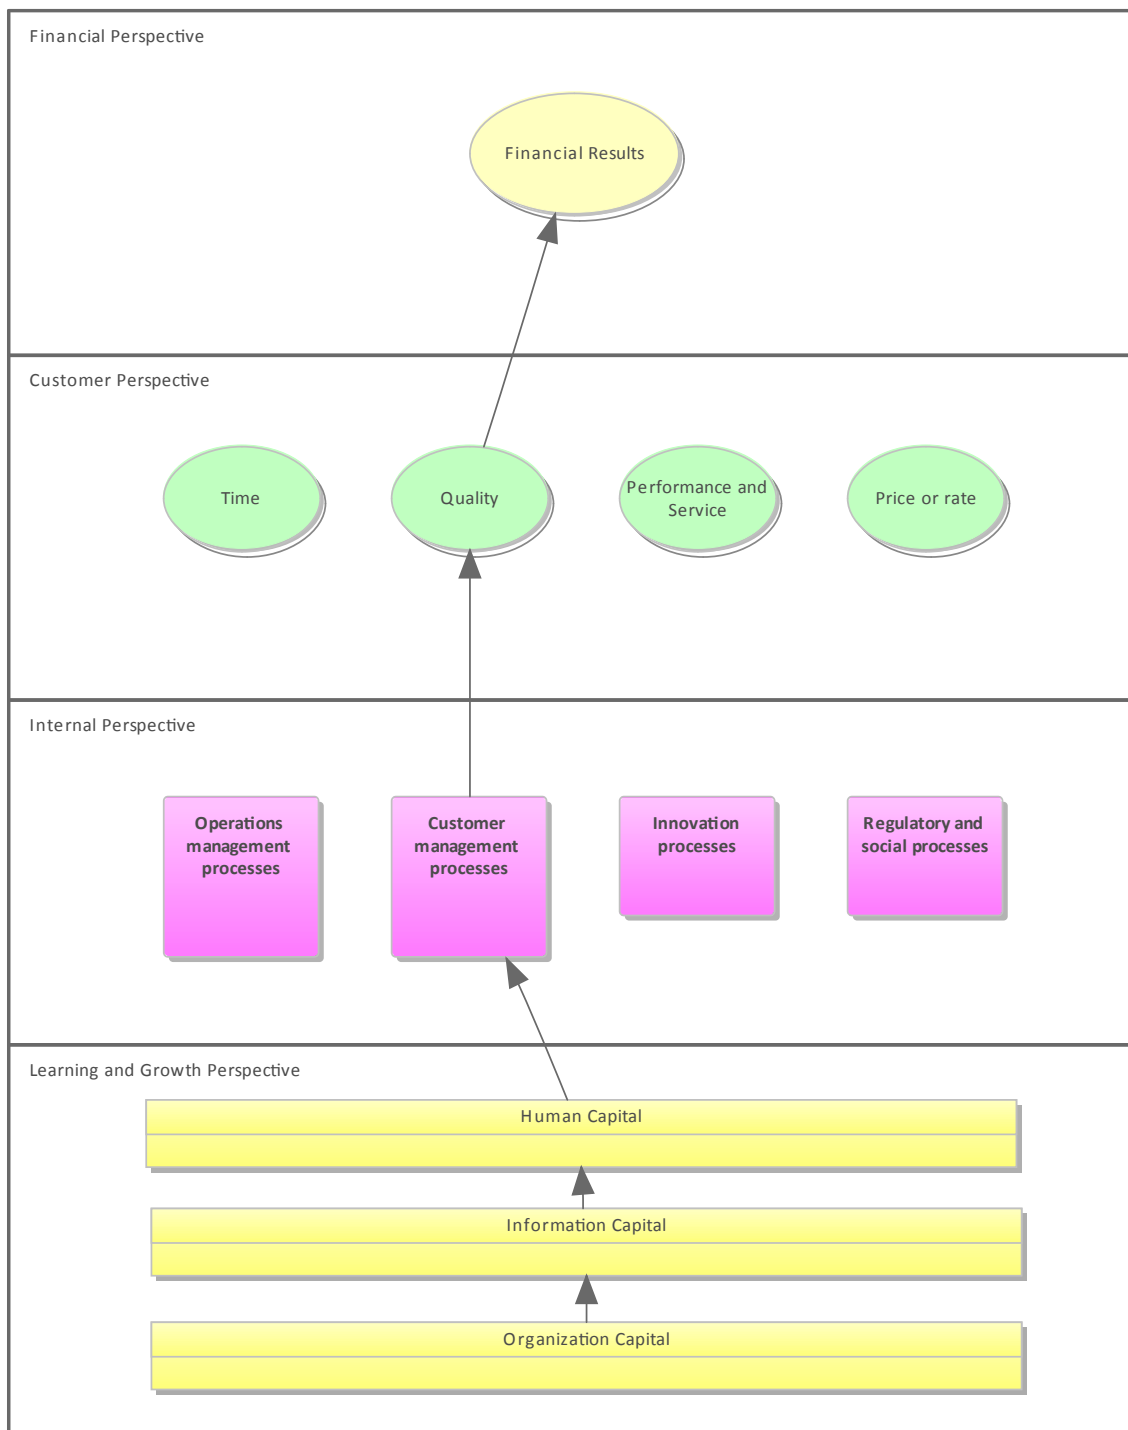 Financial Perspective
Financial Results
Customer Perspective
Time
Quality
Performance and
Service
Price or rate
Internal Perspective
Operations
management
processes
Customer
management
processes
Innovation
processes
Regulatory and
social processes
Learning and Growth Perspective
Human Capital
Information Capital
Organization Capital